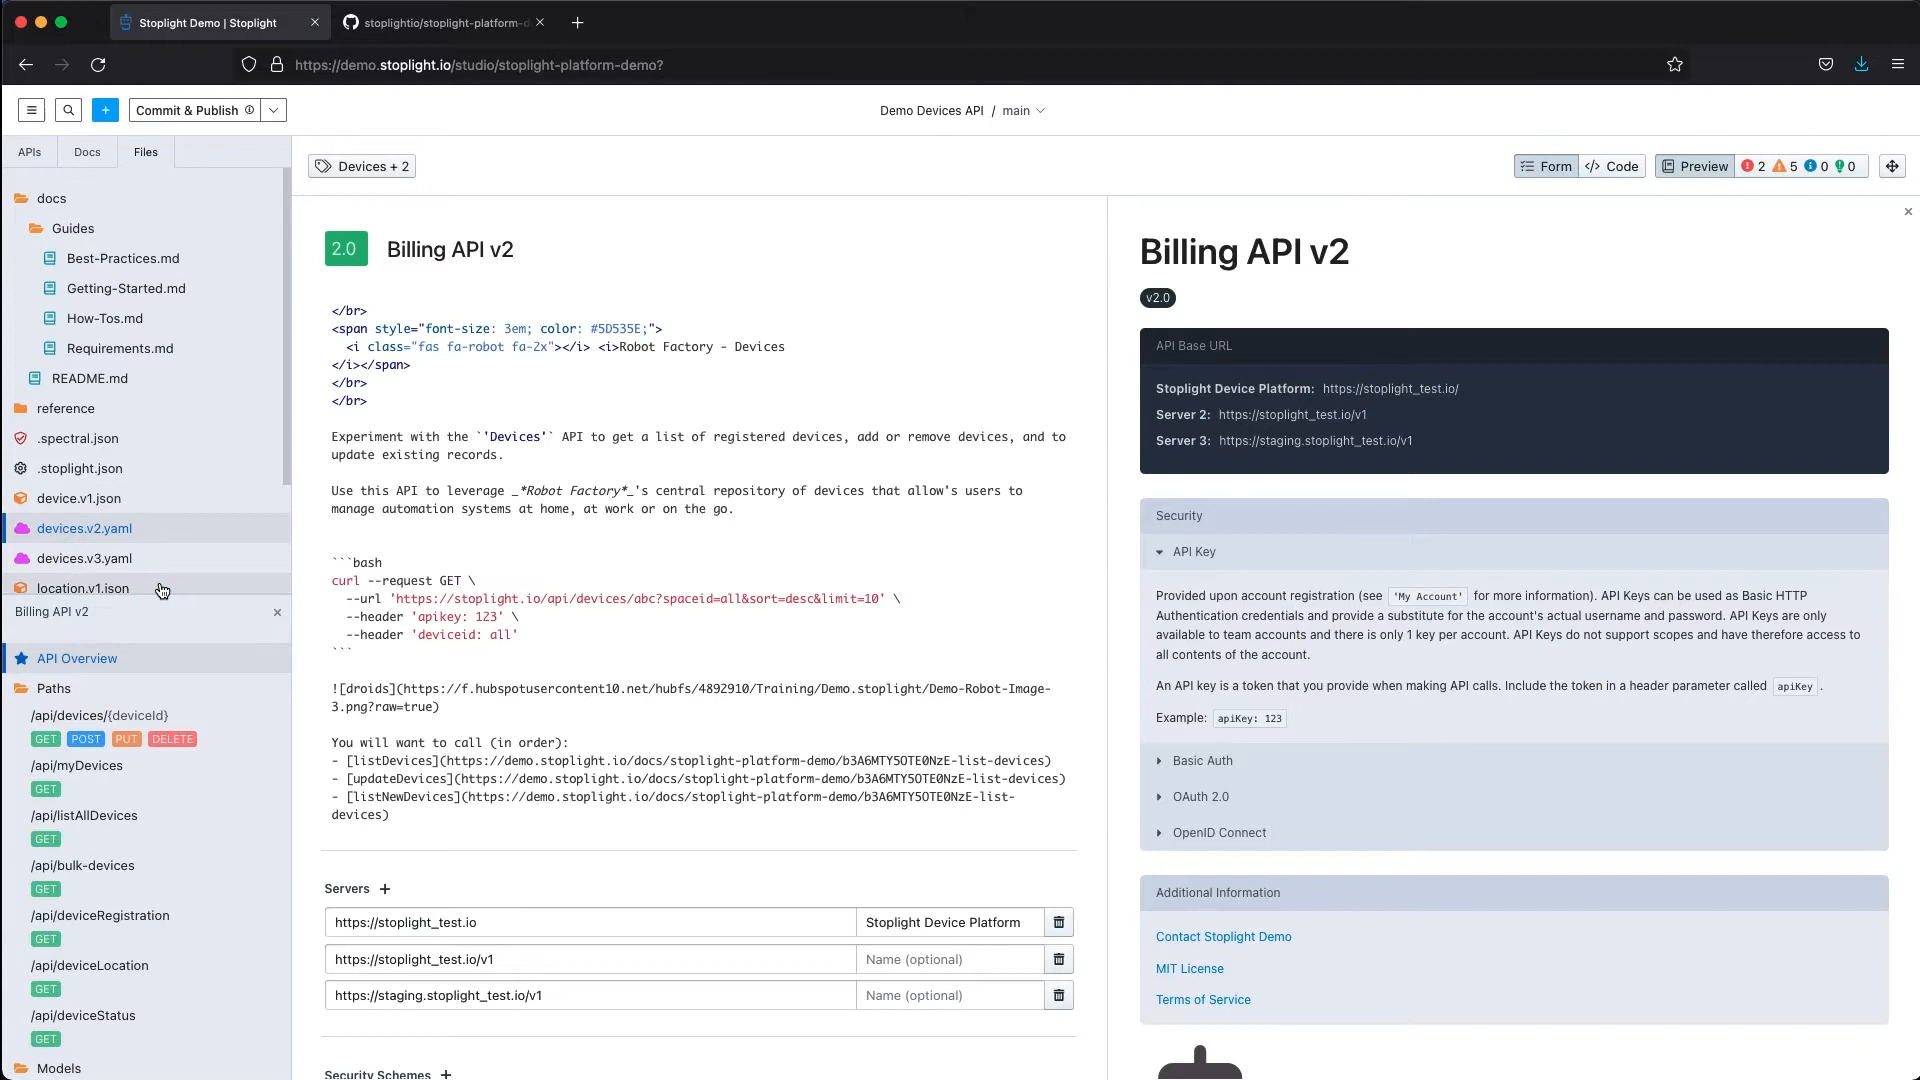 Stoplight Demo | Stoplight
stoplightio/stoplight-platform-d
https://demo.stoplight.io/studio/stoplight-platform-demo?
Commit & Publish
Demo Devices API / main
APIs
Docs
Files
Devices + 2
Form
</> Code
Preview
2
5
0
0
docs
Guides
Best-Practices.md
Getting-Started.md
How-Tos.md
Requirements.md
README.md
reference
.spectral.json
.stoplight.json
device.v1.json
devices.v2.yaml
devices.v3.yaml
location.v1.json
Billing API v2
API Overview
Paths
/api/devices/{deviceId}
GET POST PUT DELETE
/api/myDevices
GET
/api/listAllDevices
GET
/api/bulk-devices
GET
/api/deviceRegistration
GET
/api/deviceLocation
GET
/api/deviceStatus
GET
Models
2.0 Billing API v2
</br>
<span style="font-size: 3em; color: #5D535E;">
<i class="fas fa-robot fa-2x"></i> <i>Robot Factory - Devices
</i></span>
</br>
</br>
Experiment with the `'Devices'` API to get a list of registered devices, add or remove devices, and to
update existing records.
Use this API to leverage _*Robot Factory*_'s central repository of devices that allow's users to
manage automation systems at home, at work or on the go.
```bash
curl --request GET \
--url 'https://stoplight.io/api/devices/abc?spaceid=all&sort=desc&limit=10' \
--header 'apikey: 123' \
--header 'deviceid: all'
```
![droids](https://f.hubspotusercontent10.net/hubfs/4892910/Training/Demo.stoplight/Demo-Robot-Image-
3.png?raw=true)
You will want to call (in order):
- [listDevices](https://demo.stoplight.io/docs/stoplight-platform-demo/b3A6MTY5OTE0NzE-list-devices)
- [updateDevices](https://demo.stoplight.io/docs/stoplight-platform-demo/b3A6MTY5OTE0NzE-list-devices)
- [listNewDevices](https://demo.stoplight.io/docs/stoplight-platform-demo/b3A6MTY5OTE0NzE-list-
devices)
Servers +
https://stoplight_test.io
Stoplight Device Platform
https://stoplight_test.io/v1
Name (optional)
https://staging.stoplight_test.io/v1
Name (optional)
Security Schemes +
Billing API v2
v2.0
API Base URL
Stoplight Device Platform: https://stoplight_test.io/
Server 2: https://stoplight_test.io/v1
Server 3: https://staging.stoplight_test.io/v1
Security
API Key
Provided upon account registration (see 'My Account' for more information). API Keys can be used as Basic HTTP
Authentication credentials and provide a substitute for the account's actual username and password. API Keys are only
available to team accounts and there is only 1 key per account. API Keys do not support scopes and have therefore access to
all contents of the account.
An API key is a token that you provide when making API calls. Include the token in a header parameter called apiKey .
Example: apiKey: 123
Basic Auth
OAuth 2.0
OpenID Connect
Additional Information
Contact Stoplight Demo
MIT License
Terms of Service